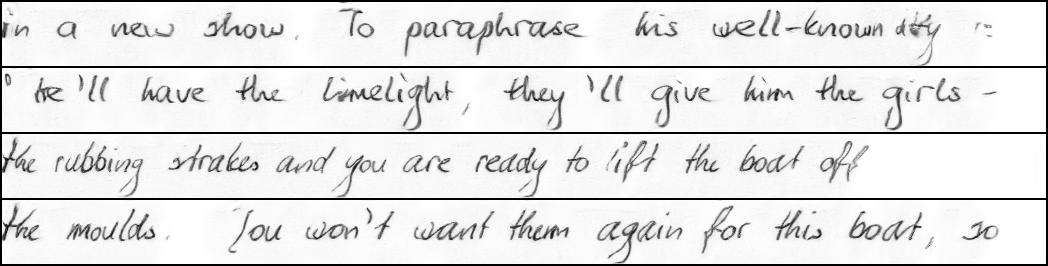 in a new show. To paraphrase his well-known ditty :-
" He'll have the limelight, they'll give him the girls -
the rubbing strakes and you are ready to lift the boat off
the moulds. You won't want them again for this boat, so